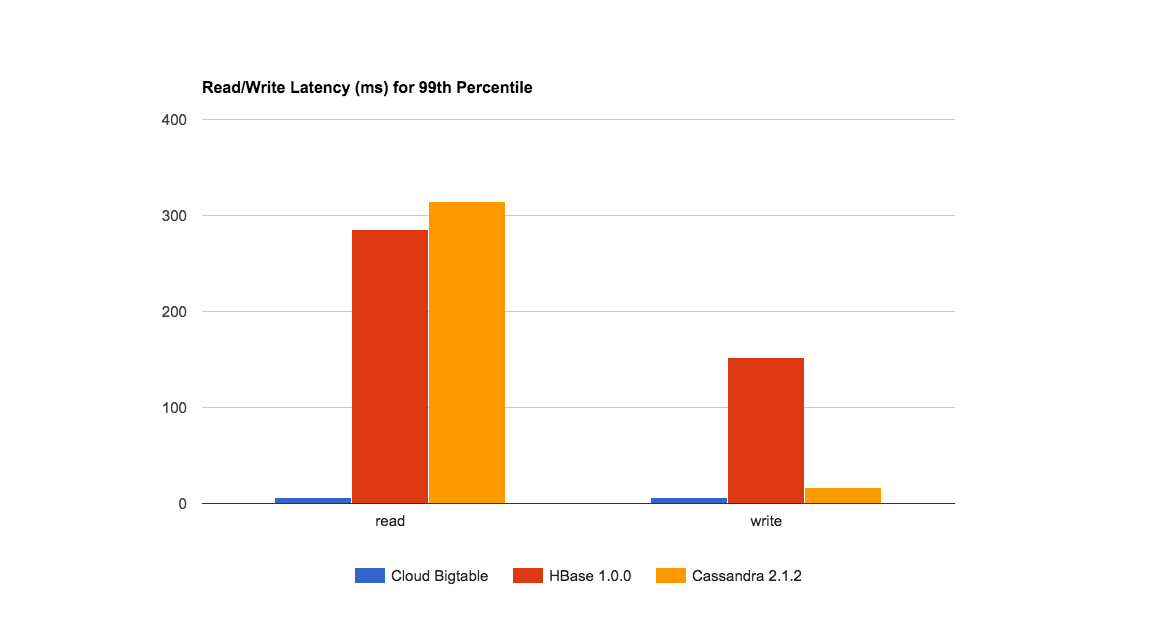 Read/Write Latency (ms) for 99th Percentile
400
300
200
100
0
read write
Cloud Bigtable HBase 1.0.0 Cassandra 2.1.2